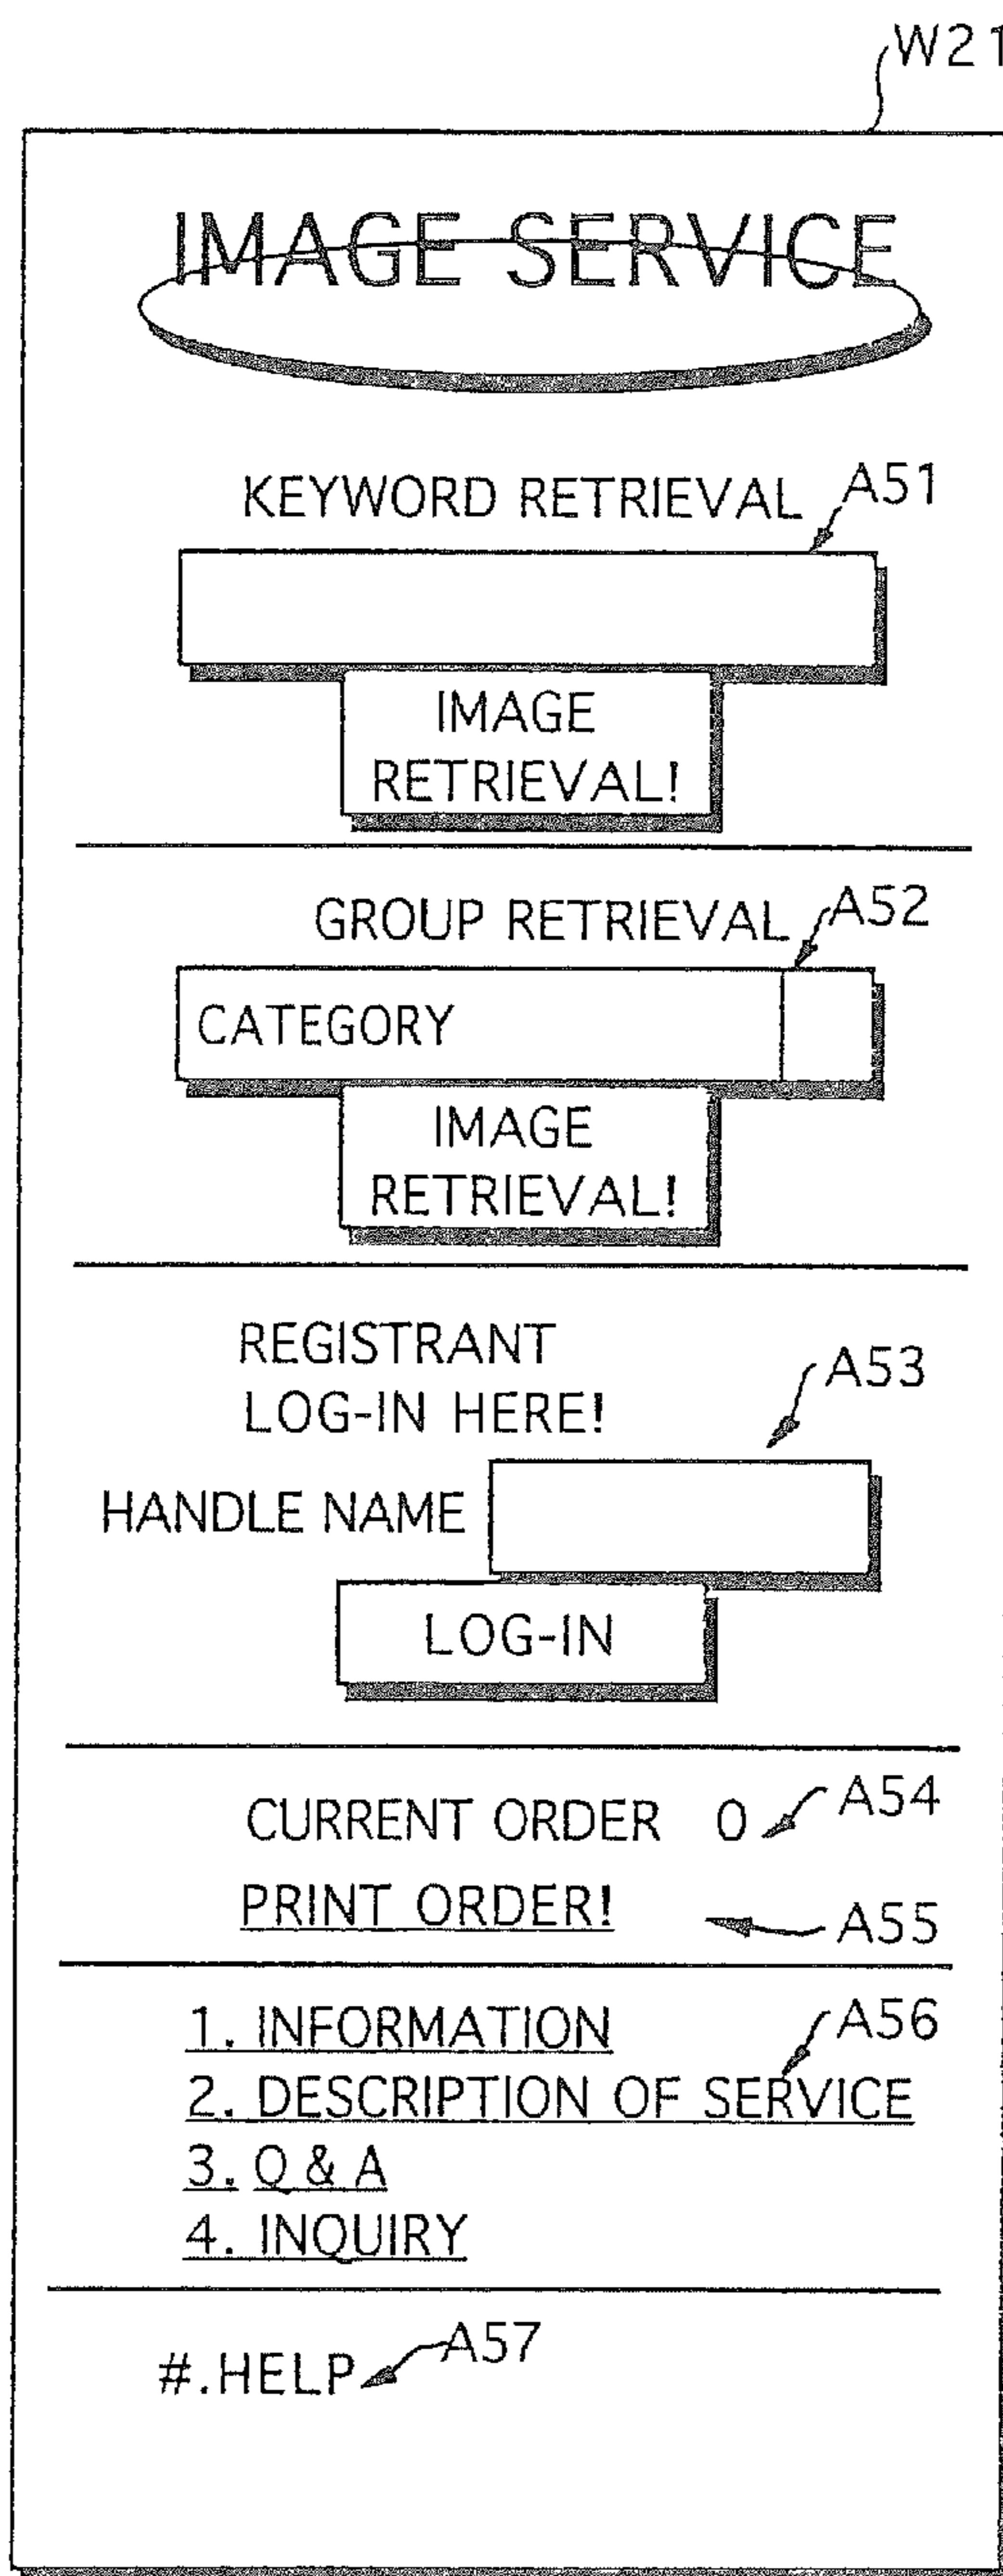 W21
IMAGE SERVICE
KEYWORD RETRIEVAL A51
IMAGE
RETRIEVAL!
GROUP RETRIEVAL A52
CATEGORY
IMAGE
RETRIEVAL!
REGISTRANT
LOG-IN HERE!
A53
HANDLE NAME
LOG-IN
CURRENT ORDER 0 A54
PRINT ORDER! A55
1. INFORMATION A56
2. DESCRIPTION OF SERVICE
3. Q & A
4. INQUIRY
#.HELP A57